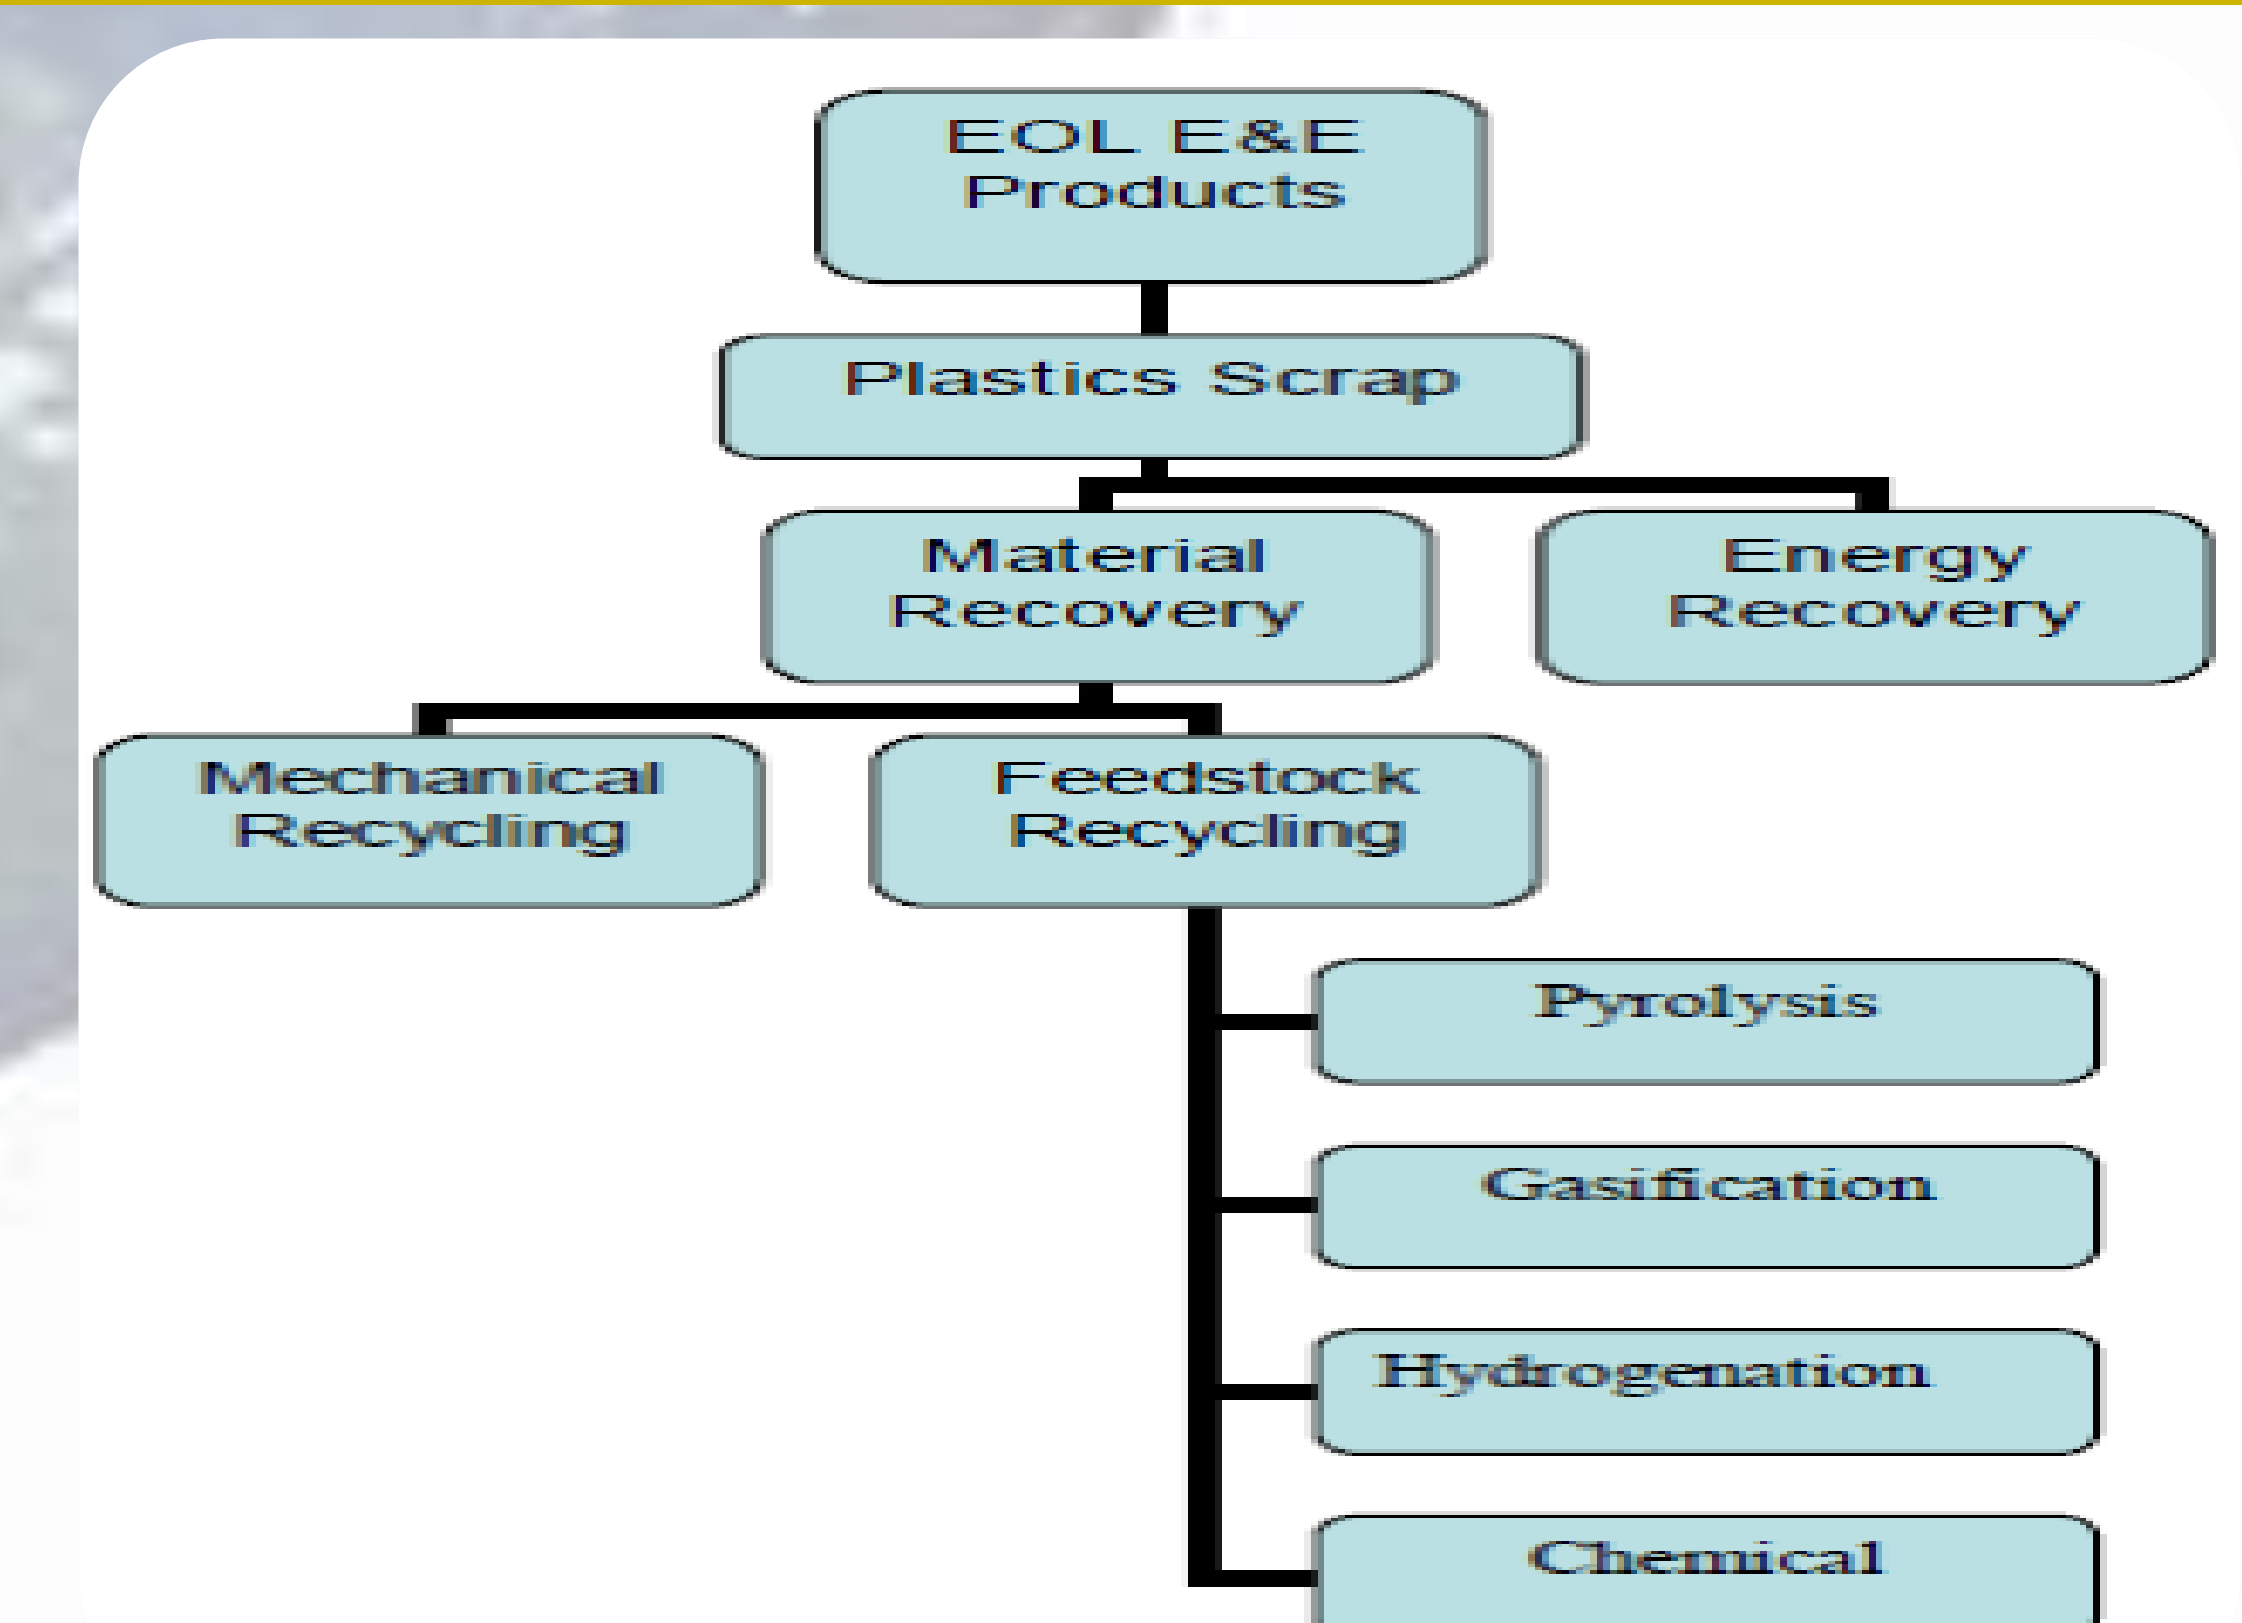 EOL E&E
Products
Plastics Scrap
Material
Recovery
Energy
Recovery
Mechanical
Recycling
Feedstock
Recycling
Pyrolysis
Gasification
Hydrogenation
Chemical